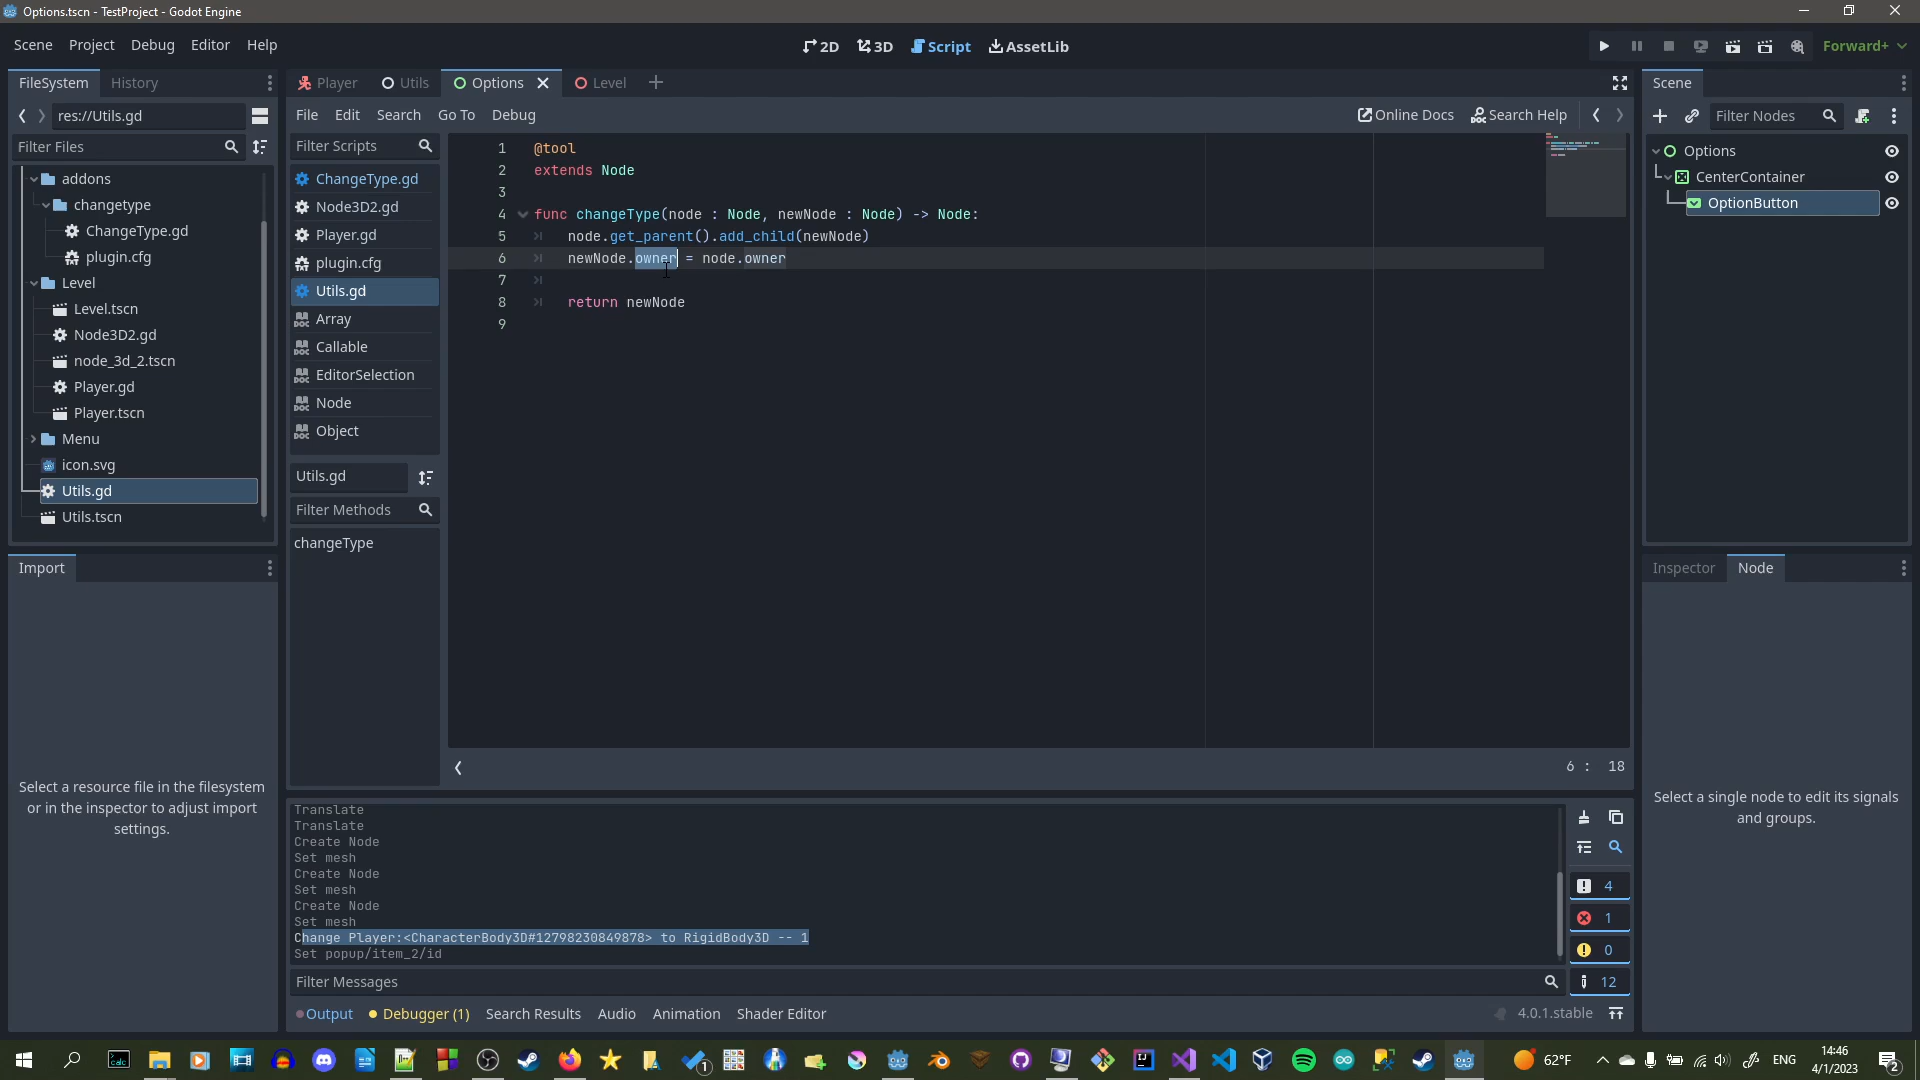 Options.tscn - TestProject - Godot Engine
Scene Project Debug Editor Help
2D 3D Script AssetLib
Forward+
FileSystem History
res://Utils.gd
Filter Files
addons
changetype
ChangeType.gd
plugin.cfg
Level
Level.tscn
Node3D2.gd
node_3d_2.tscn
Player.gd
Player.tscn
Menu
icon.svg
Utils.gd
Utils.tscn
Import
Select a resource file in the filesystem
or in the inspector to adjust import
settings.
Player Utils Options Level
File Edit Search Go To Debug
Online Docs Search Help
Filter Scripts
ChangeType.gd
Node3D2.gd
Player.gd
plugin.cfg
Utils.gd
Array
Callable
EditorSelection
Node
Object
Utils.gd
Filter Methods
changeType
1 @tool
2 extends Node
3
4 func changeType(node : Node, newNode : Node) -> Node:
5 node.get_parent().add_child(newNode)
6 newNode.owner = node.owner
7
8 return newNode
9
6 : 18
Translate
Translate
Create Node
Set mesh
Create Node
Set mesh
Create Node
Set mesh
Change Player:<CharacterBody3D#12798230849878> to RigidBody3D -- 1
Set popup/item_2/id
4
1
0
12
Filter Messages
Output Debugger (1) Search Results Audio Animation Shader Editor
4.0.1.stable
Scene
Filter Nodes
Options
CenterContainer
OptionButton
Inspector Node
Select a single node to edit its signals
and groups.
1
62°F
ENG
14:46
4/1/2023
2